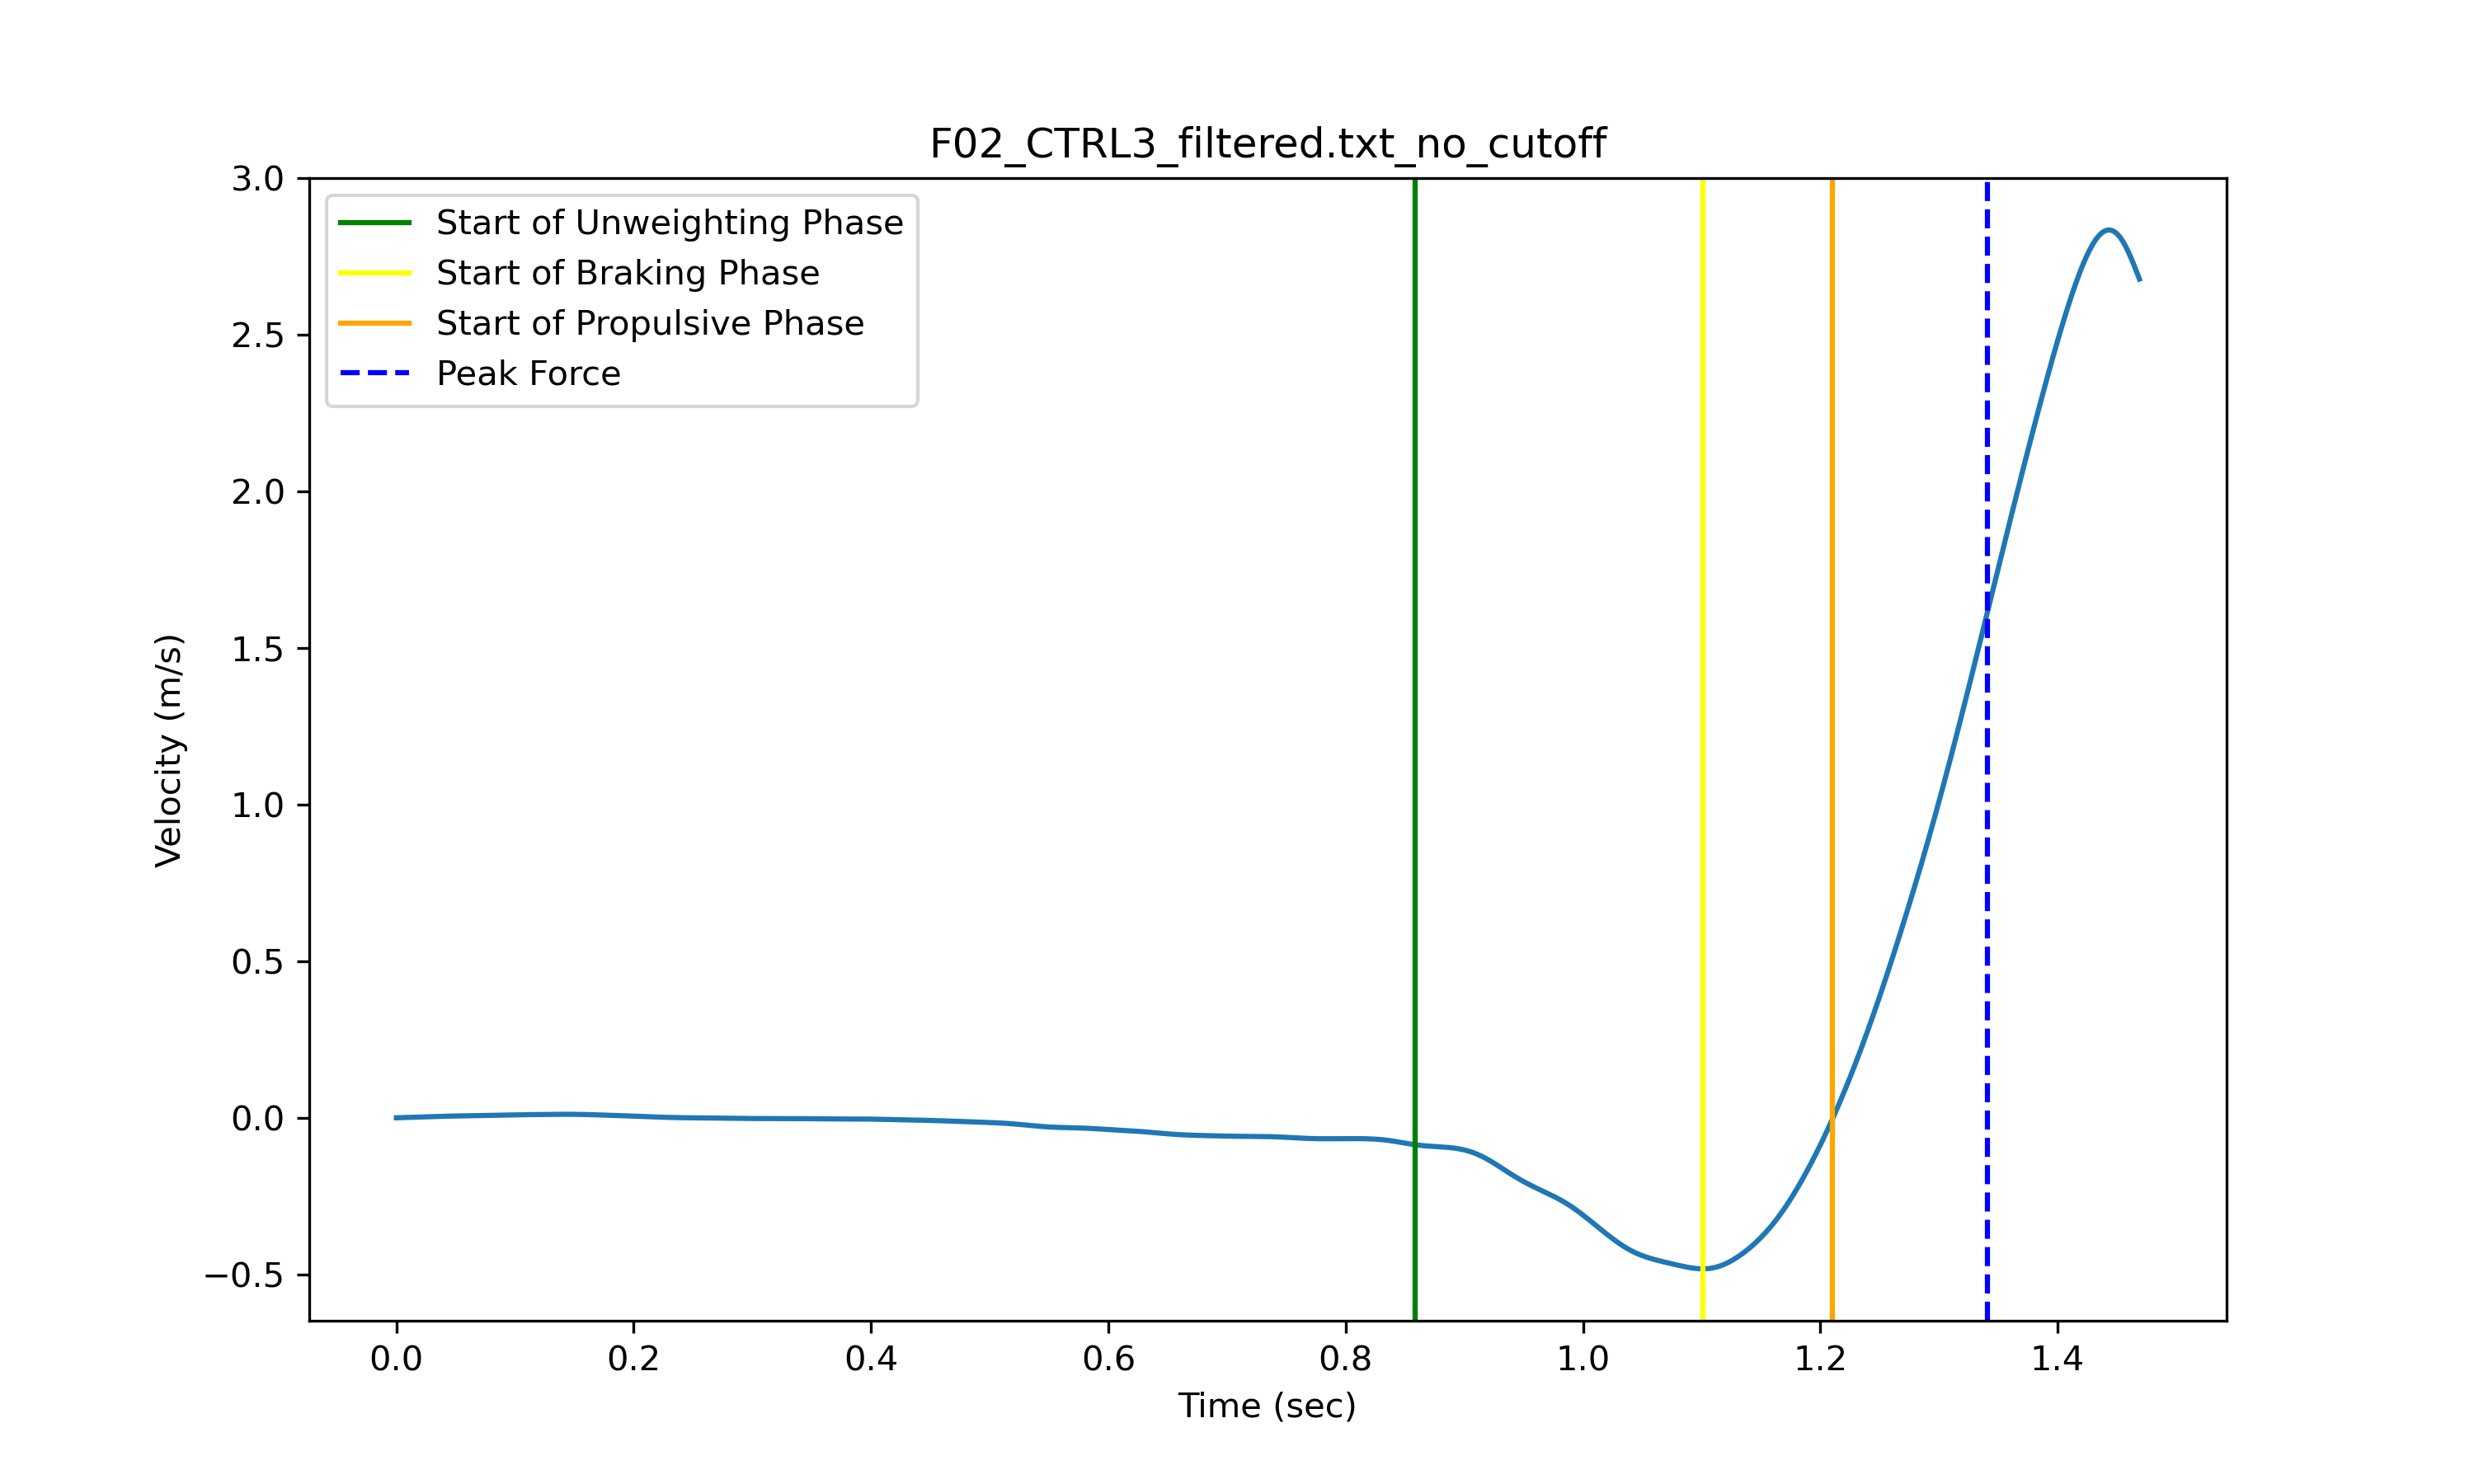 F02_CTRL3_filtered.txt_no_cutoff
3.0
2.5
2.0
1.5
1.0
0.5
0.0
−0.5
Velocity (m/s)
Start of Unweighting Phase
Start of Braking Phase
Start of Propulsive Phase
Peak Force
0.0 0.2 0.4 0.6 0.8 1.0 1.2 1.4
Time (sec)